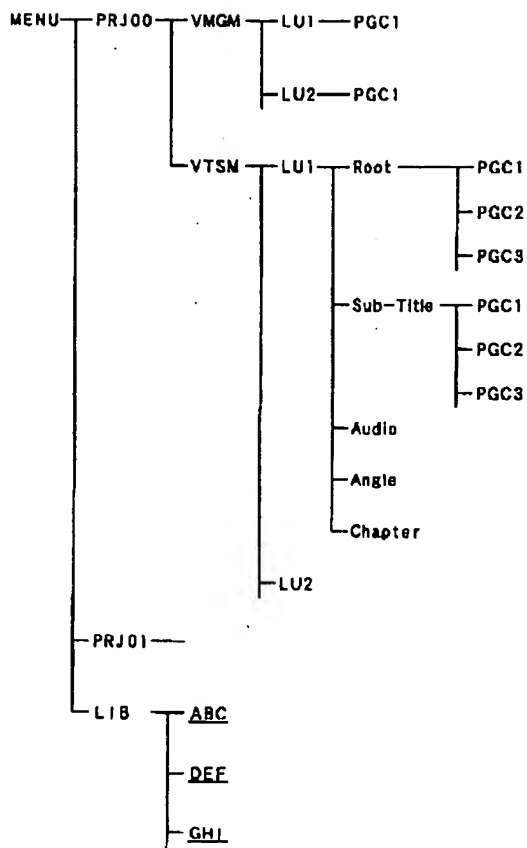 MENU PRJ00 VMGM LU1 PGC1
LU2 PGC1
VTSM LU1 Root PGC1
PGC2
PGC3
Sub-Title PGC1
PGC2
PGC3
Audio
Angle
Chapter
LU2
PRJ01
LIB ABC
DEF
GHI